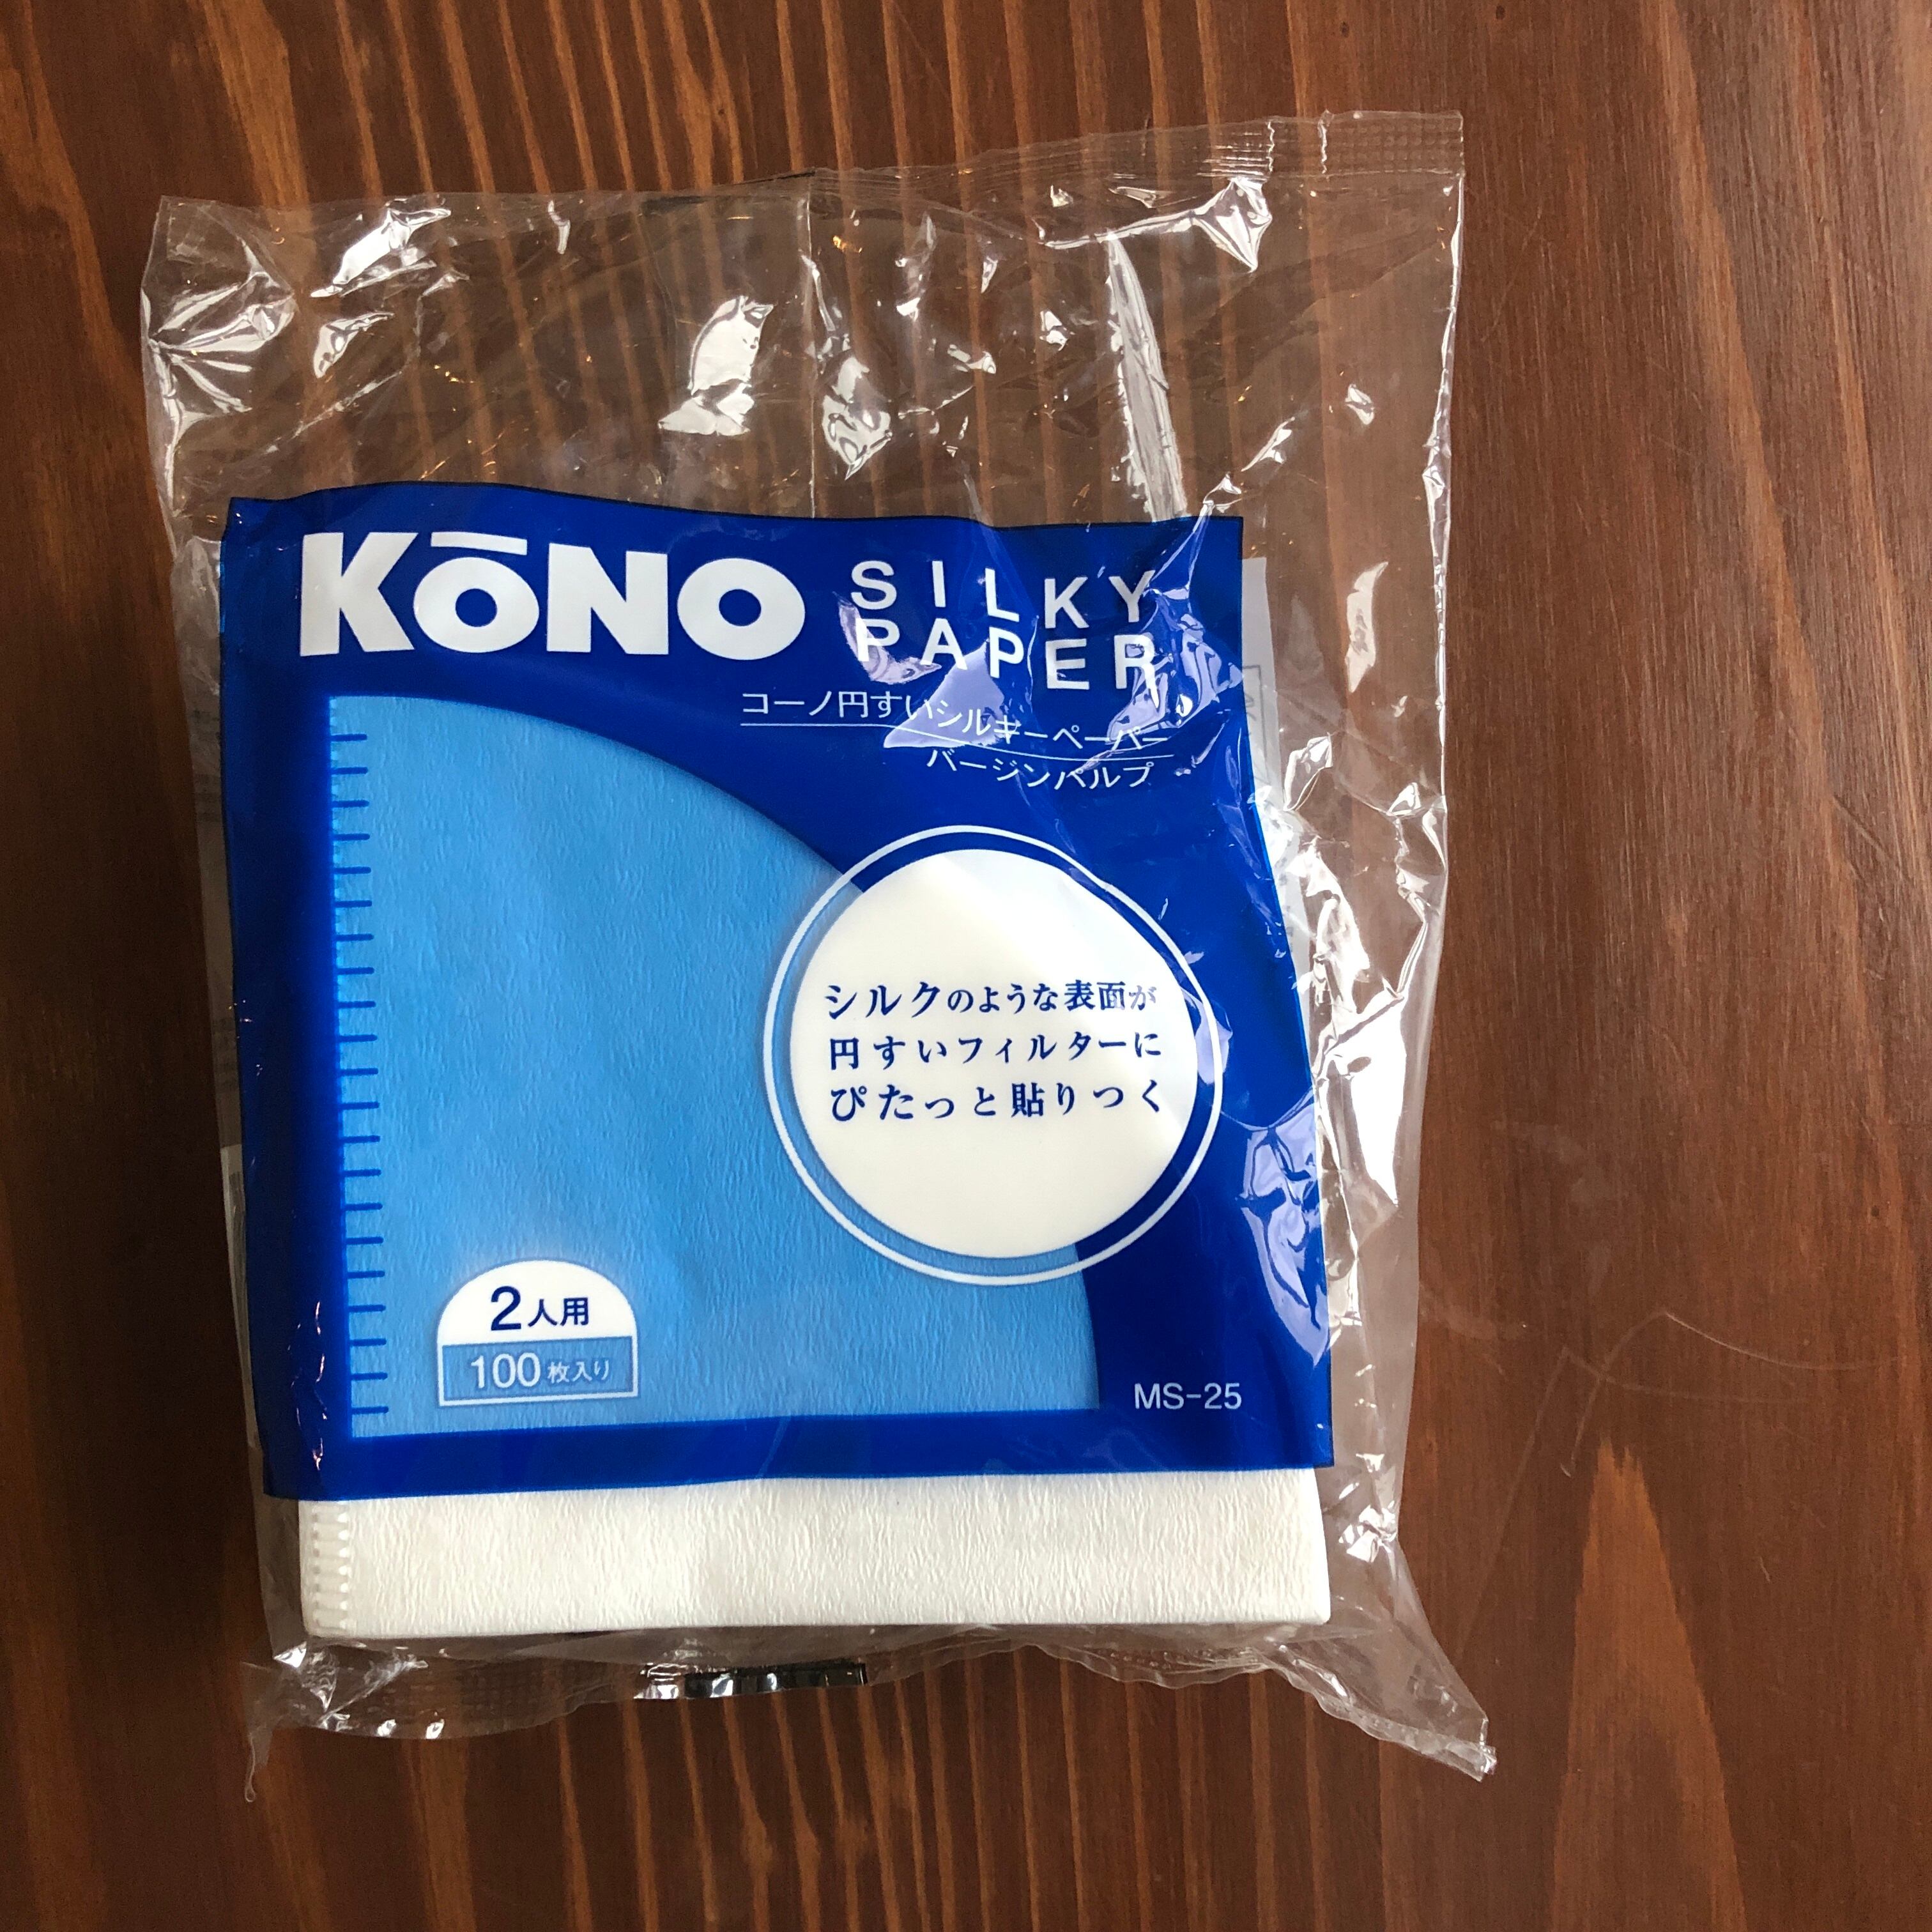 KŌNO
SILKY
PAPER
コーノ円すいシルキーペーパー
バージンパルプ
シルクのような表面が
円すいフィルターに
ぴたっと貼りつく
2人用
100枚入り
MS-25